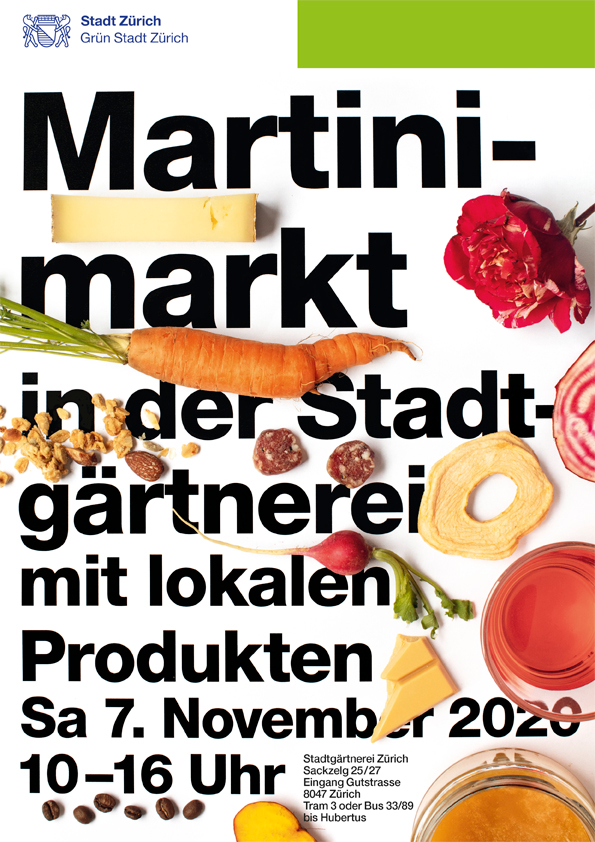 Stadt Zürich
Grün Stadt Zürich
Martini-
markt
in der Stadt-
gärtnerei
mit lokalen
Produkten
Sa 7. November 2020
10–16 Uhr
Stadtgärtnerei Zürich
Sackzelg 25/27
Eingang Gutstrasse
8047 Zürich
Tram 3 oder Bus 33/89
bis Hubertus